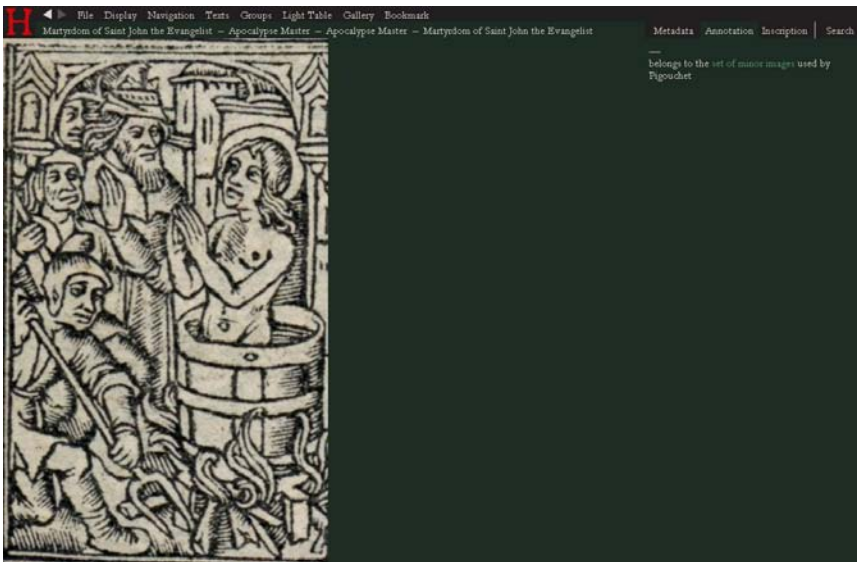 H
File Display Navigation Texts Groups Light Table Gallery Bookmark
Martyrdom of Saint John the Evangelist – Apocalypse Master – Apocalypse Master – Martyrdom of Saint John the Evangelist
Metadata Annotation Inscription Search
—
belongs to the set of minor images used by
Pigouchet